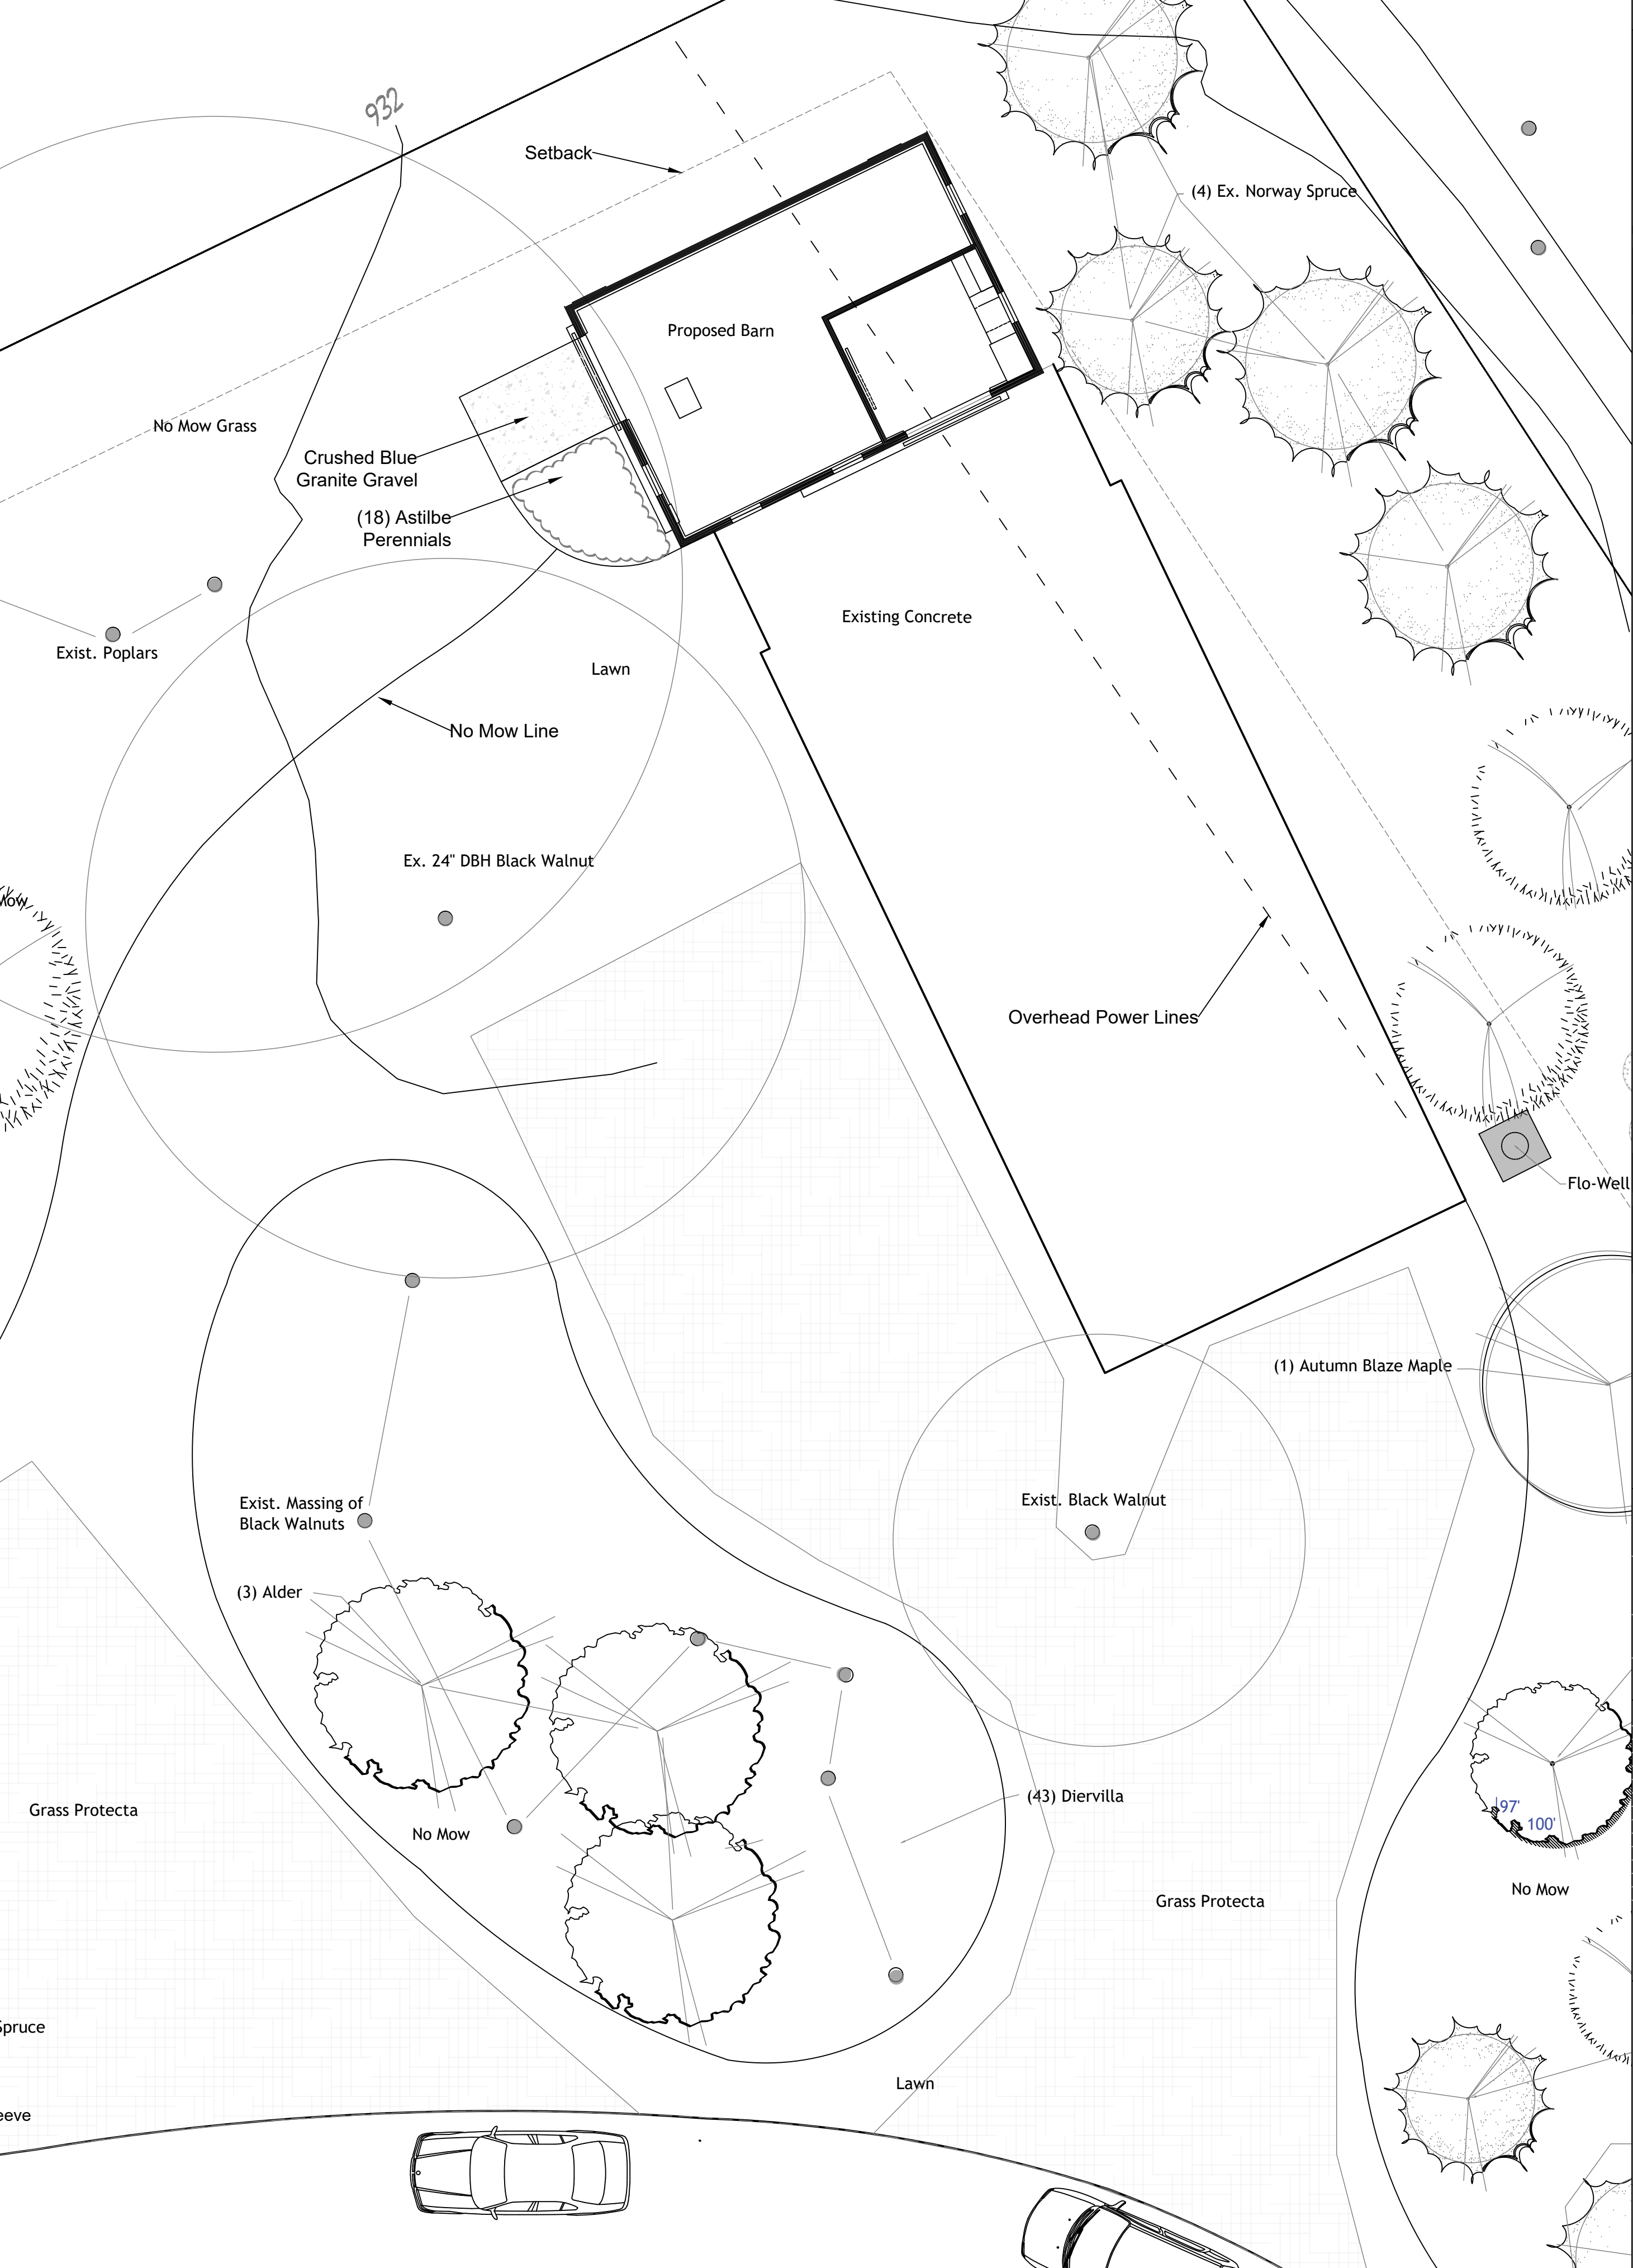 932
Setback
(4) Ex. Norway Spruce
Proposed Barn
No Mow Grass
Crushed Blue
Granite Gravel
(18) Astilbe
Perennials
Existing Concrete
Exist. Poplars
Lawn
No Mow Line
Ex. 24" DBH Black Walnut
Mow
Overhead Power Lines
Flo-Well
(1) Autumn Blaze Maple
Exist. Massing of
Black Walnuts
Exist. Black Walnut
(3) Alder
(43) Diervilla
Grass Protecta
97'
100'
No Mow
No Mow
Grass Protecta
Spruce
Lawn
eeve